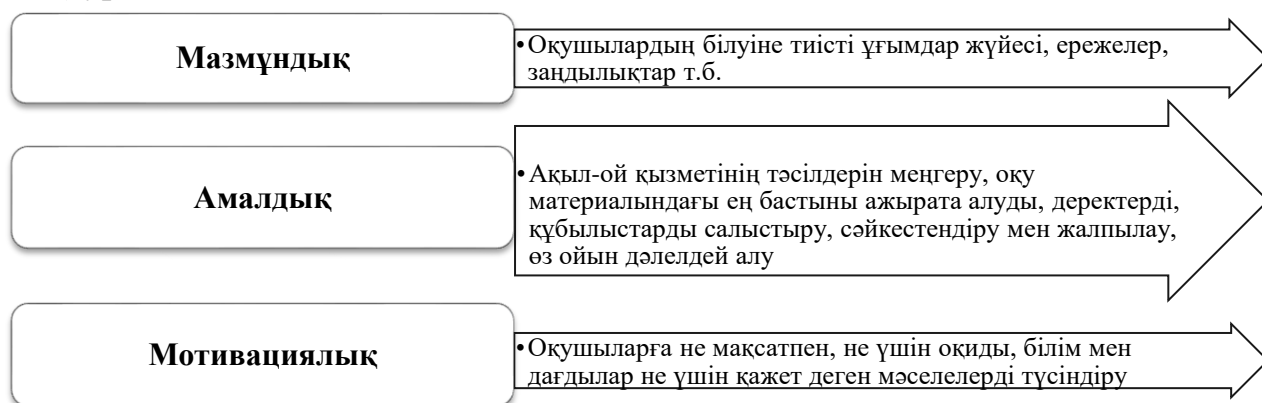 Мазмұндық
•Оқушылардың білуіне тиісті ұғымдар жүйесі, ережелер,
заңдылықтар т.б.
Амалдық
•Ақыл-ой қызметінің тәсілдерін меңгеру, оқу
материалындағы ең бастыны ажырата алуды, деректерді,
құбылыстарды салыстыру, сәйкестендіру мен жалпылау,
өз ойын дәлелдей алу
Мотивациялық
•Оқушыларға не мақсатпен, не үшін оқиды, білім мен
дағдылар не үшін қажет деген мәселелерді түсіндіру